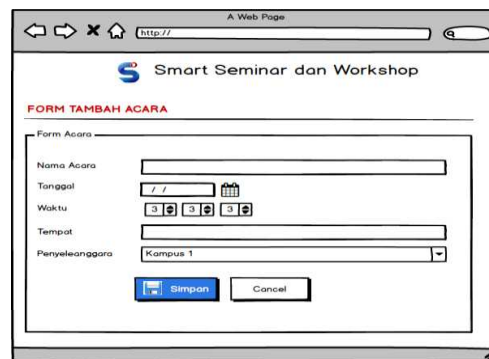 A Web Page
http://
Smart Seminar dan Workshop
FORM TAMBAH ACARA
Form Acara
Nama Acara
Tanggal / /
Waktu 3 3 3
Tempat
Penyeleanggara Kampus 1
Simpan Cancel